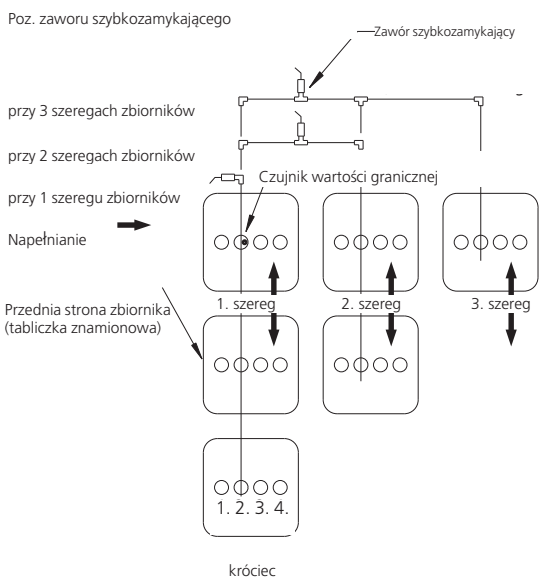 Poz. zaworu szybkozamykającego
Zawór szybkozamykający
przy 3 szeregach zbiorników
przy 2 szeregach zbiorników
Czujnik wartości granicznej
przy 1 szeregu zbiorników
Napełnianie
1. szereg
2. szereg
3. szereg
Przednia strona zbiornika
(tabliczka znamionowa)
1. 2. 3. 4.
króciec